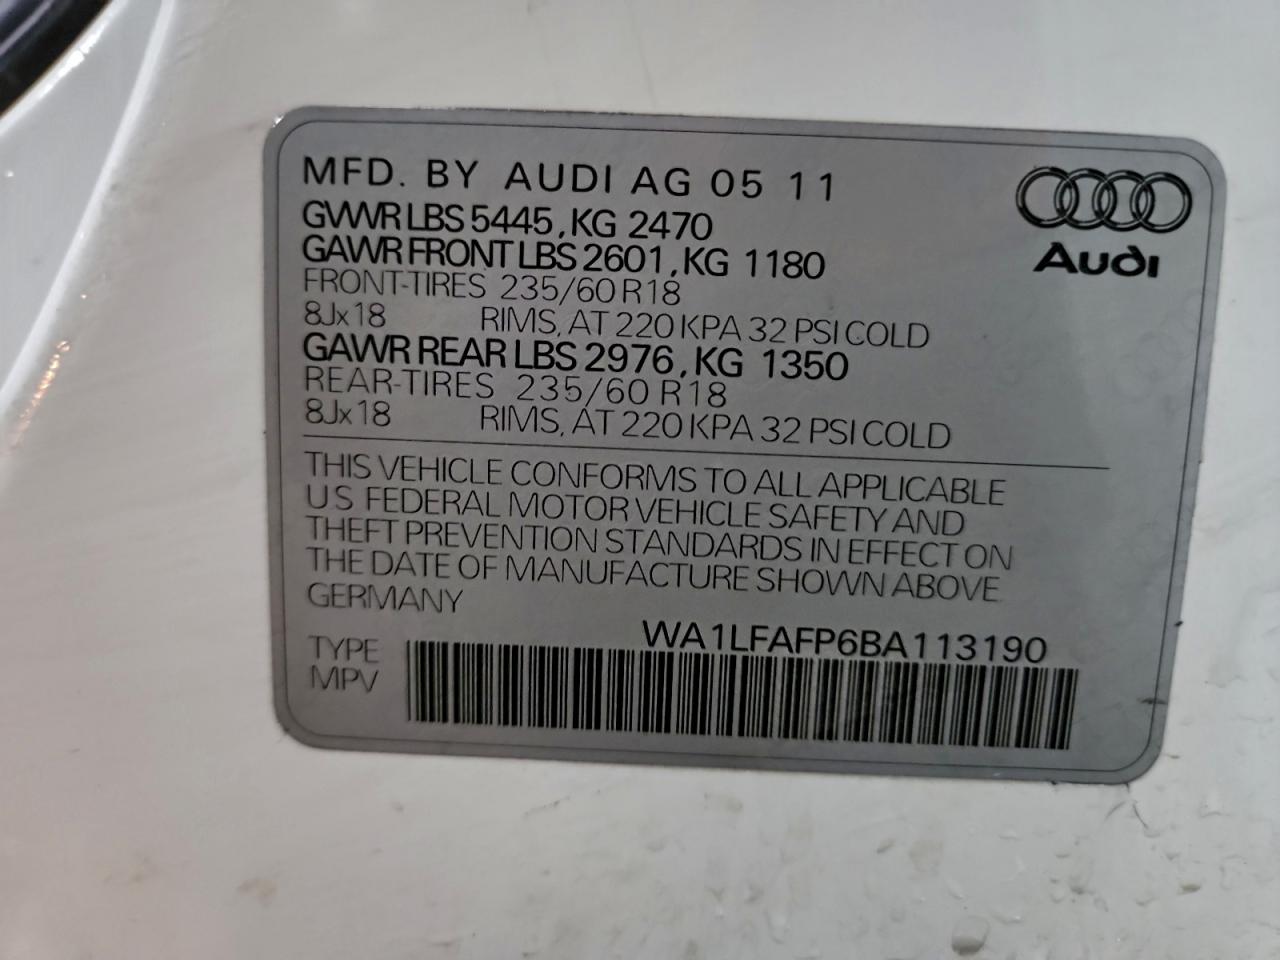 MFD. BY AUDI AG 05 11
GVWR LBS 5445, KG 2470
GAWR FRONT LBS 2601, KG 1180
FRONT-TIRES 235/60 R18
8Jx18 RIMS, AT 220 KPA 32 PSI COLD
GAWR REAR LBS 2976, KG 1350
REAR-TIRES 235/60 R18
8Jx18 RIMS, AT 220 KPA 32 PSI COLD
Audi
THIS VEHICLE CONFORMS TO ALL APPLICABLE
U.S FEDERAL MOTOR VEHICLE SAFETY AND
THEFT PREVENTION STANDARDS IN EFFECT ON
THE DATE OF MANUFACTURE SHOWN ABOVE
GERMANY
WA1LFAFP6BA113190
TYPE
MPV